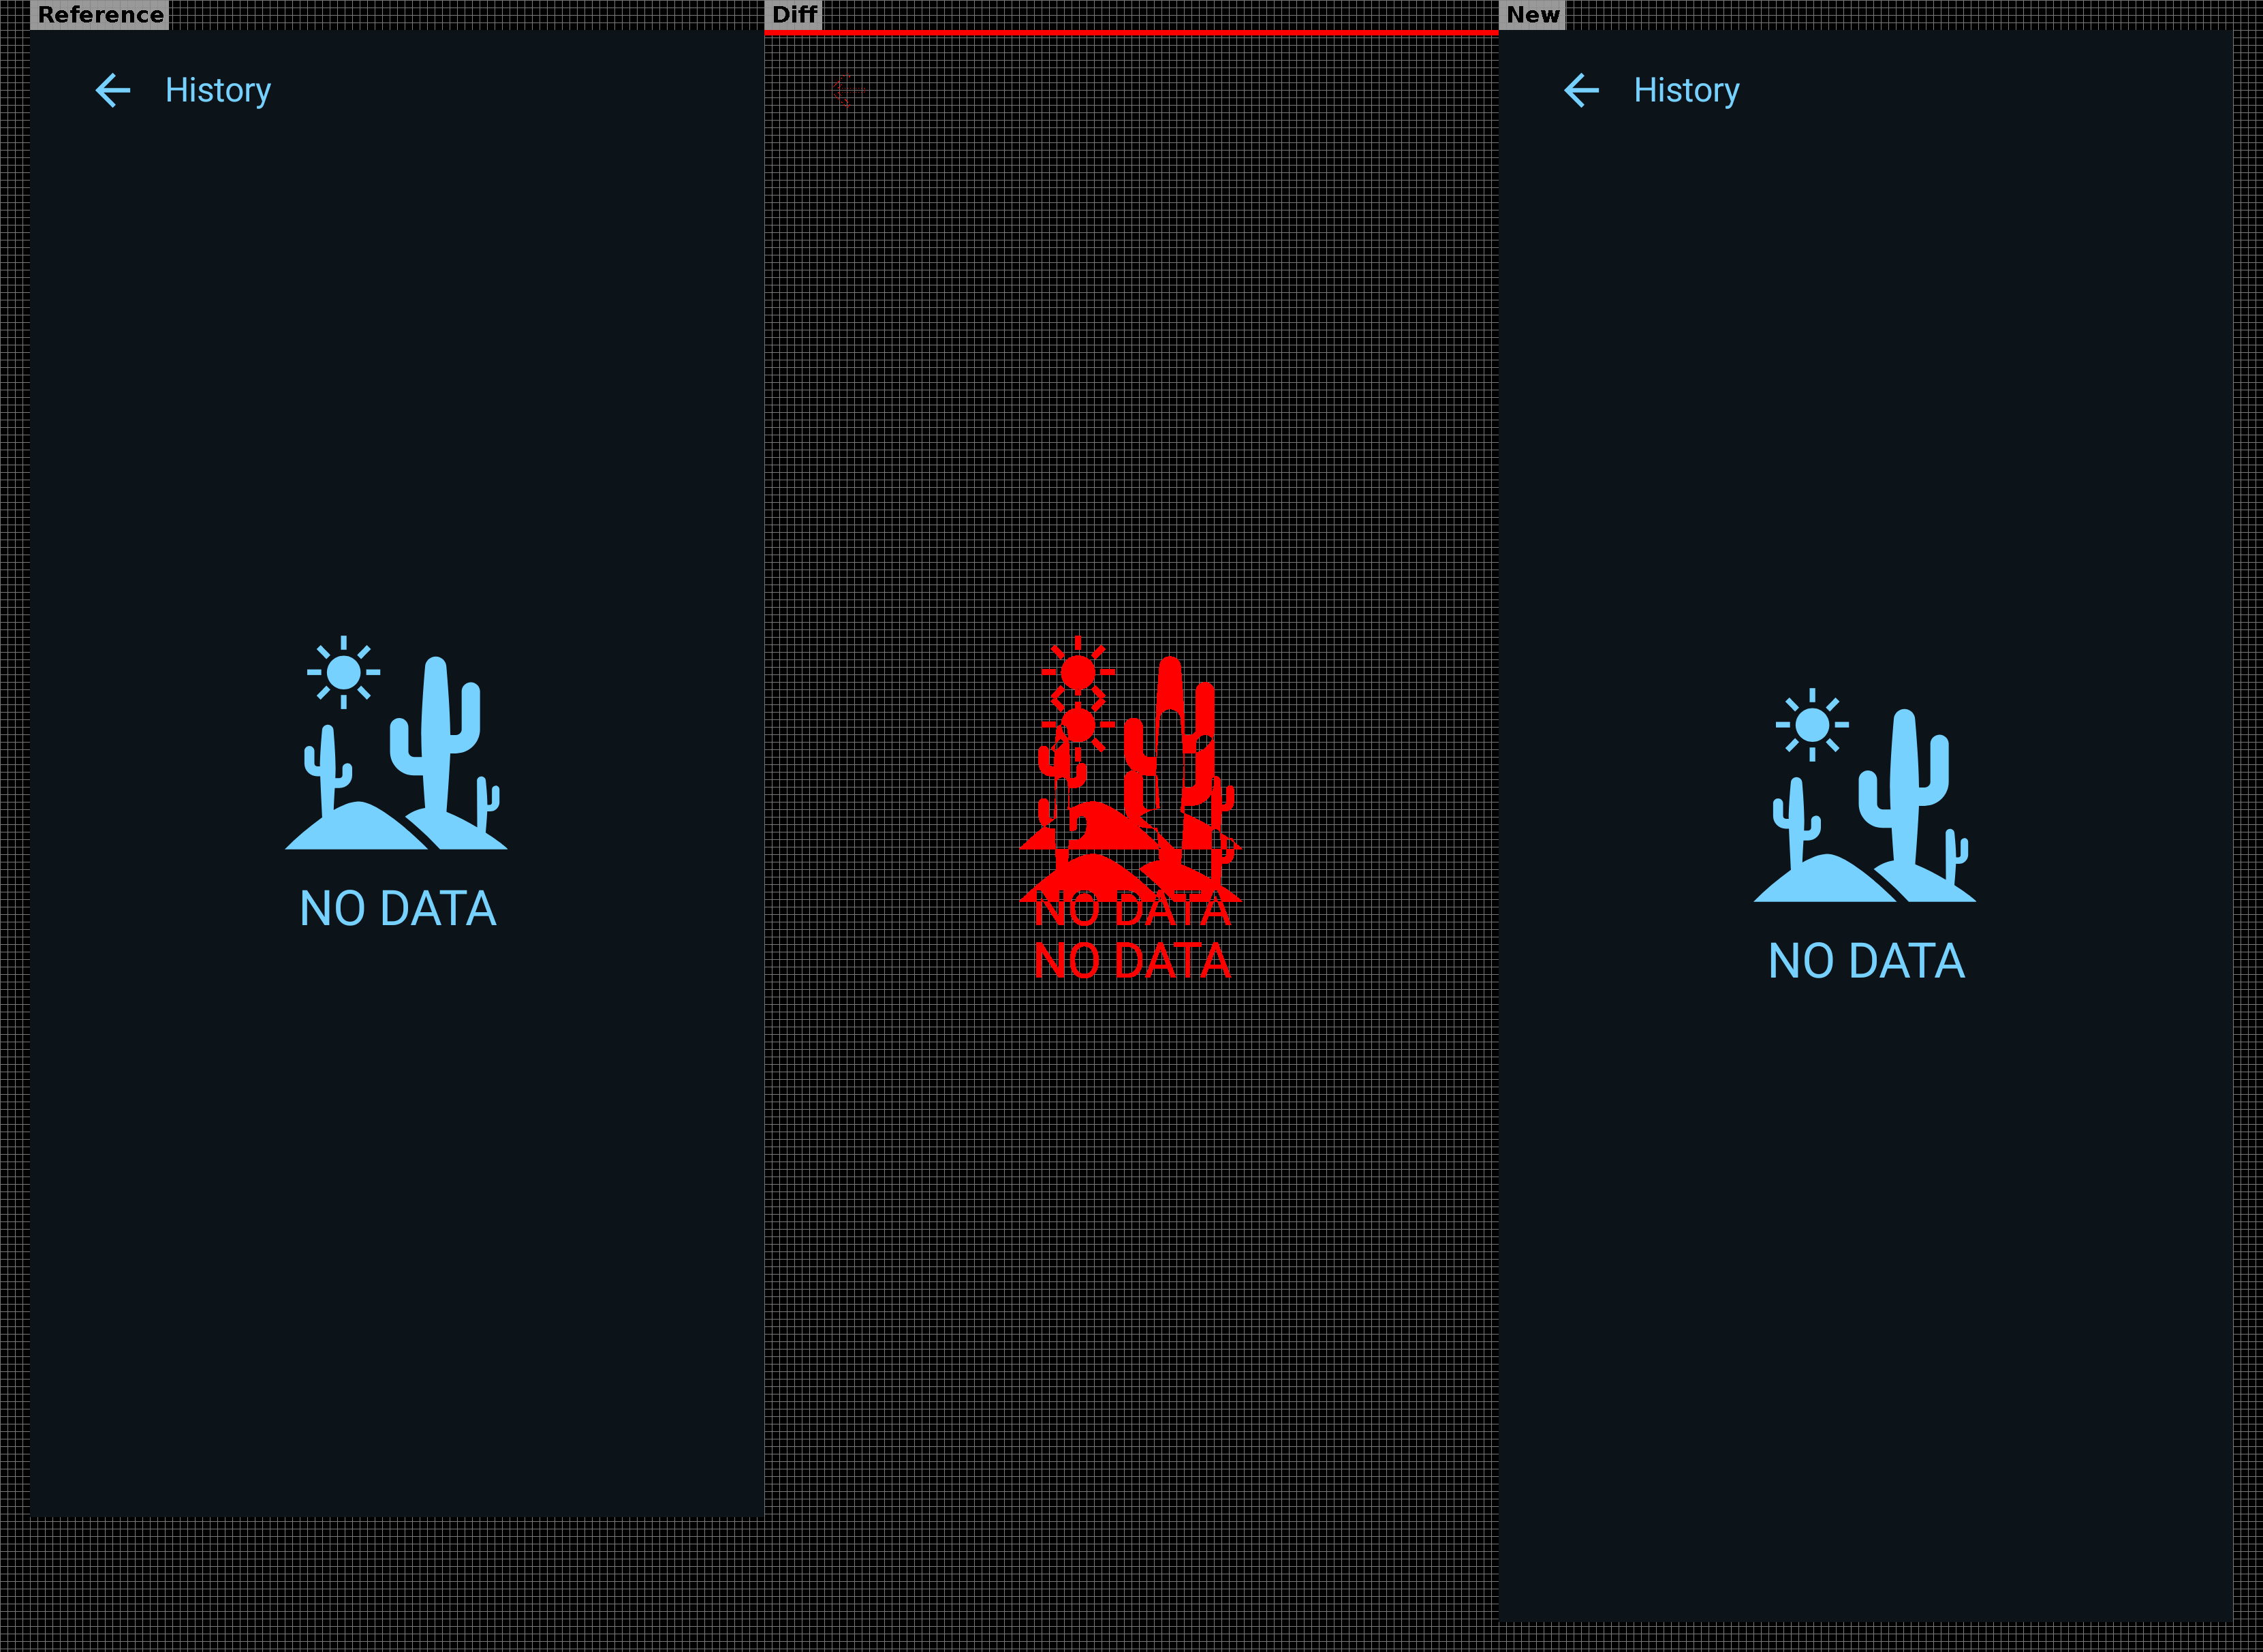 Reference
Diff
New
History
History
NO DATA
NO DATA
NO DATA
NO DATA